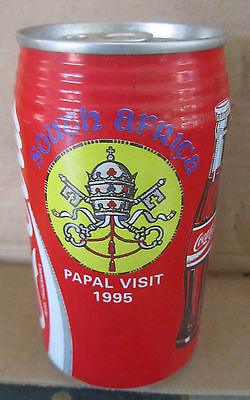 South Africa
PAPAL VISIT
1995
Coca-Cola